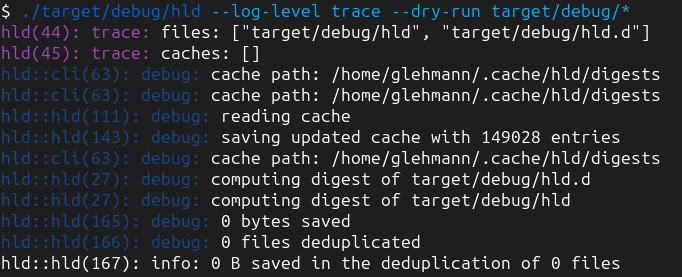 $ ./target/debug/hld --log-level trace --dry-run target/debug/*
hld(44): trace: files: ["target/debug/hld", "target/debug/hld.d"]
hld(45): trace: caches: []
hld::cli(63): debug: cache path: /home/glehmann/.cache/hld/digests
hld::cli(63): debug: cache path: /home/glehmann/.cache/hld/digests
hld::hld(111): debug: reading cache
hld::hld(143): debug: saving updated cache with 149028 entries
hld::cli(63): debug: cache path: /home/glehmann/.cache/hld/digests
hld::hld(27): debug: computing digest of target/debug/hld.d
hld::hld(27): debug: computing digest of target/debug/hld
hld::hld(165): debug: 0 bytes saved
hld::hld(166): debug: 0 files deduplicated
hld::hld(167): info: 0 B saved in the deduplication of 0 files